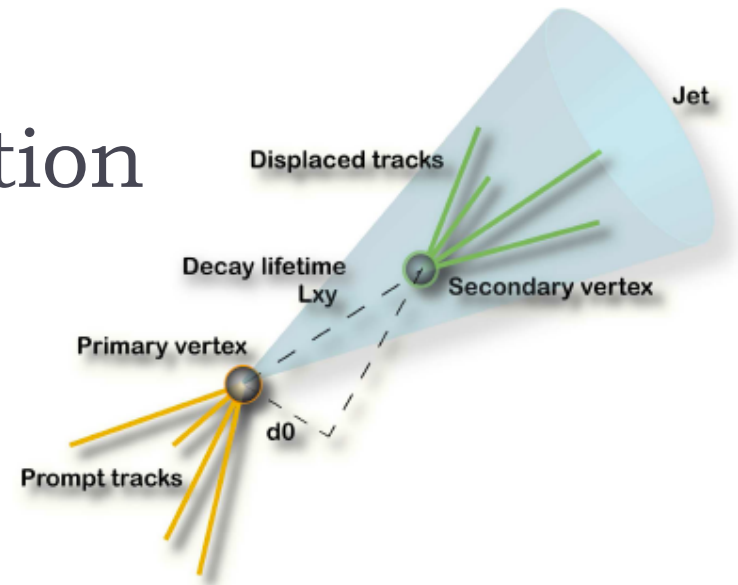 Jet
tion
Displaced tracks
Decay lifetime
Lxy
Secondary vertex
Primary vertex
d0
Prompt tracks